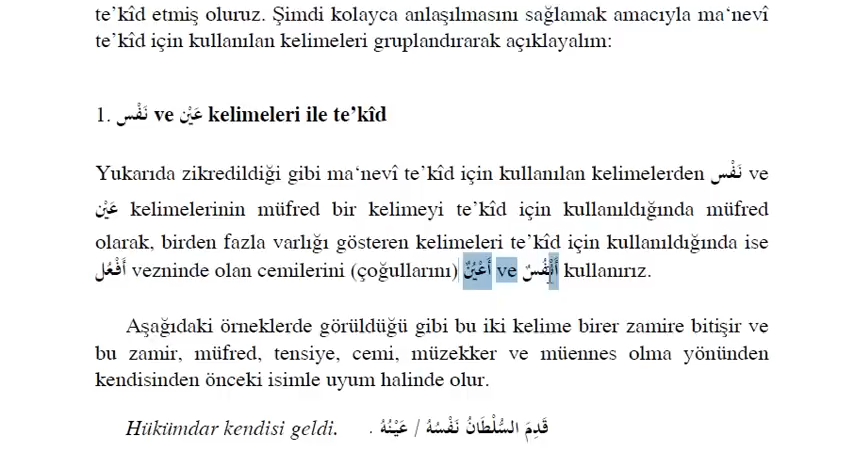 te’kîd etmiş oluruz. Şimdi kolayca anlaşılmasını sağlamak amacıyla ma‘nevî
te’kîd için kullanılan kelimeleri gruplandırarak açıklayalım:
1. نَفْس ve عَيْن kelimeleri ile te’kîd
Yukarıda zikredildiği gibi ma‘nevî te’kîd için kullanılan kelimelerden نَفْس ve
عَيْن kelimelerinin müfred bir kelimeyi te’kîd için kullanıldığında müfred
olarak, birden fazla varlığı gösteren kelimeleri te’kîd için kullanıldığında ise
أَفْعُل vezninde olan cemilerini (çoğullarını) أَعْيُنٌ ve أَنْفُسٌ kullanırız.
Aşağıdaki örneklerde görüldüğü gibi bu iki kelime birer zamire bitişir ve
bu zamir, müfred, tensiye, cemi, müzekker ve müennes olma yönünden
kendisinden önceki isimle uyum halinde olur.
Hükümdar kendisi geldi. قَدِمَ السُّلْطَانُ نَفْسُهُ / عَيْنُهُ .